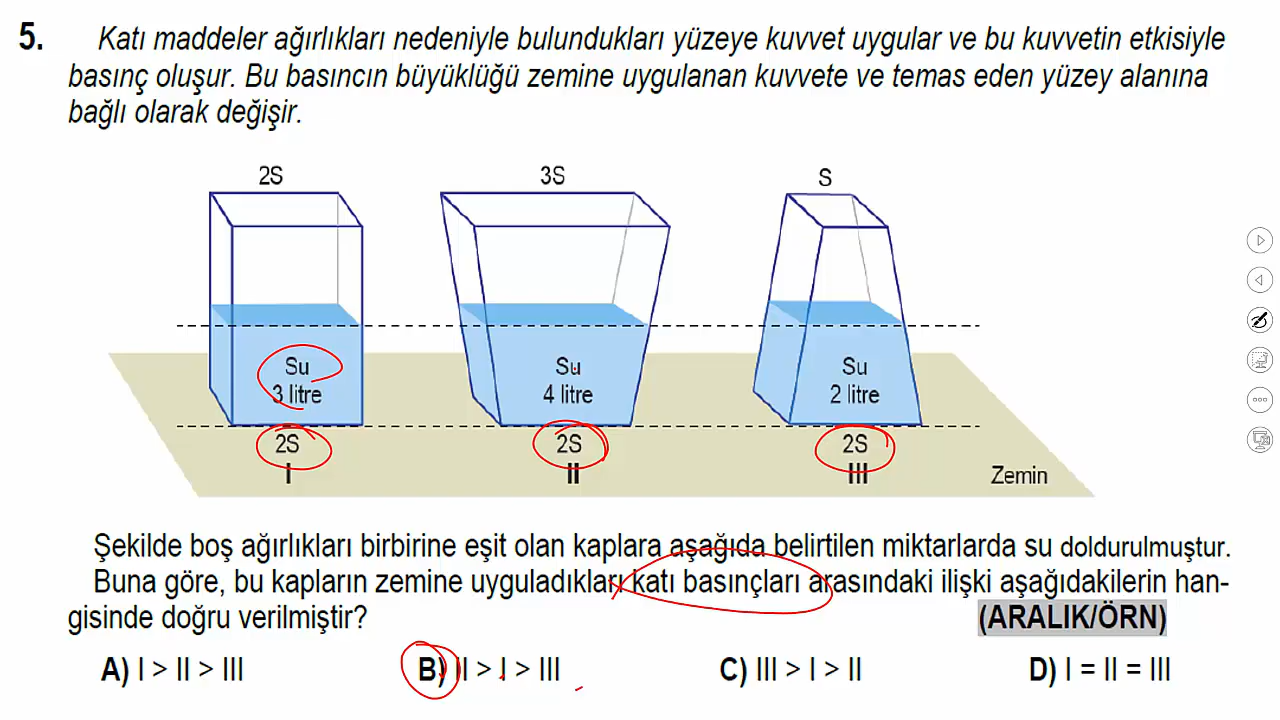 5. Katı maddeler ağırlıkları nedeniyle bulundukları yüzeye kuvvet uygular ve bu kuvvetin etkisiyle
basınç oluşur. Bu basıncın büyüklüğü zemine uygulanan kuvvete ve temas eden yüzey alanına
bağlı olarak değişir.
2S 3S S
Su Su Su
3 litre 4 litre 2 litre
2S 2S 2S
I II III Zemin
Şekilde boş ağırlıkları birbirine eşit olan kaplara aşağıda belirtilen miktarlarda su doldurulmuştur.
Buna göre, bu kapların zemine uyguladıkları katı basınçları arasındaki ilişki aşağıdakilerin han-
gisinde doğru verilmiştir?
(ARALIK/ÖRN)
A) I > II > III B) II > I > III C) III > I > II D) I = II = III